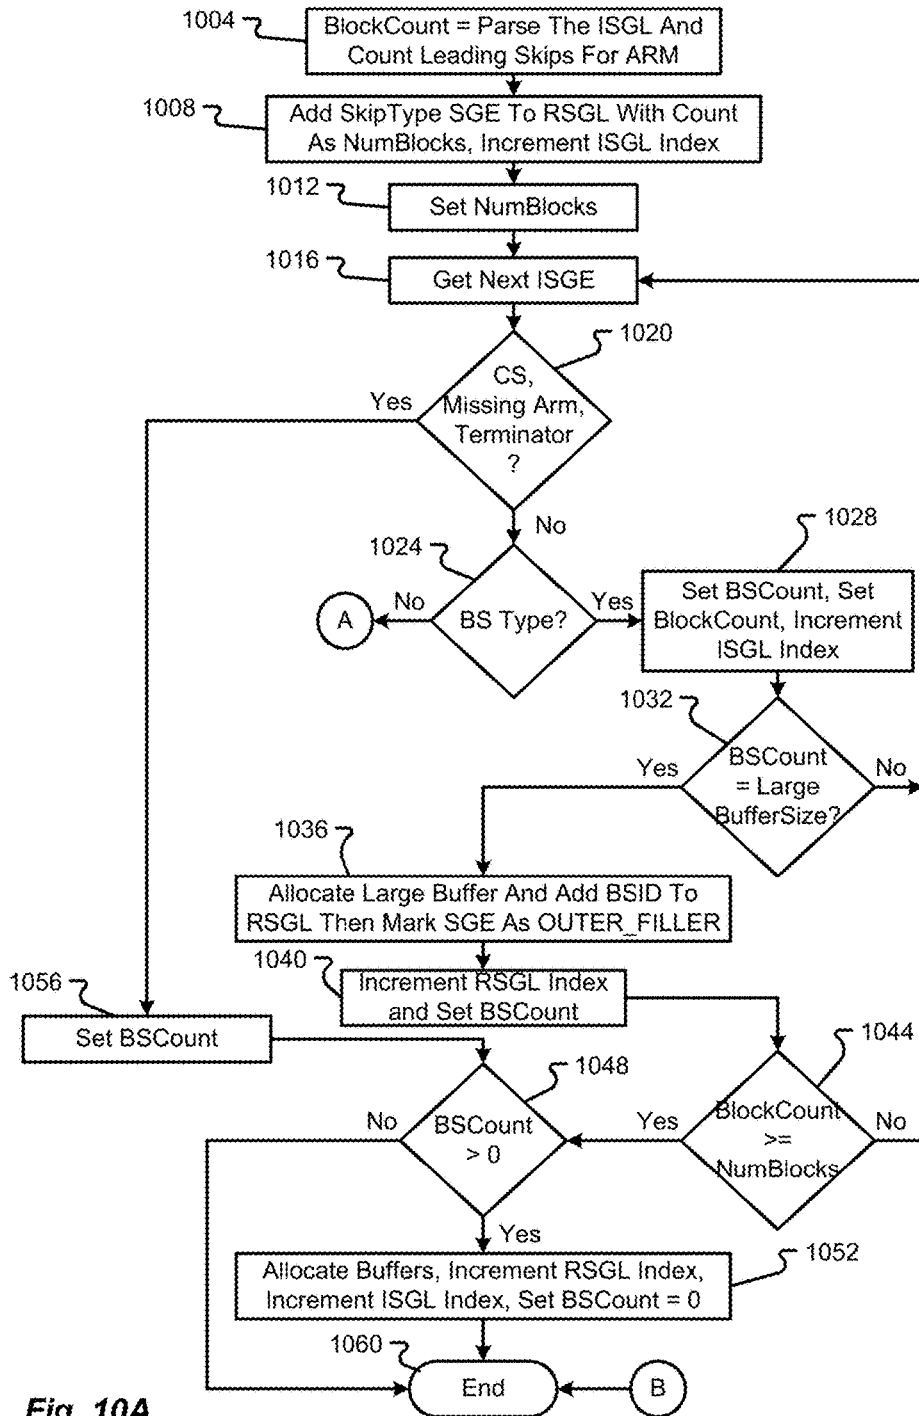 1004
BlockCount = Parse The ISGL And
Count Leading Skips For ARM
1008
Add SkipType SGE To RSGL With Count
As NumBlocks, Increment ISGL Index
1012
Set NumBlocks
1016
Get Next ISGE
1020
CS,
Missing Arm,
Terminator
?
Yes
No
1024
BS Type?
No
A
Yes
1028
Set BSCount, Set
BlockCount, Increment
ISGL Index
1032
BSCount
= Large
BufferSize?
Yes
No
1036
Allocate Large Buffer And Add BSID To
RSGL Then Mark SGE As OUTER_FILLER
1040
Increment RSGL Index
and Set BSCount
1056
Set BSCount
1044
BlockCount
>=
NumBlocks
Yes
No
1048
BSCount
> 0
No
Yes
1052
Allocate Buffers, Increment RSGL Index,
Increment ISGL Index, Set BSCount = 0
1060
End
B
Fig. 10A